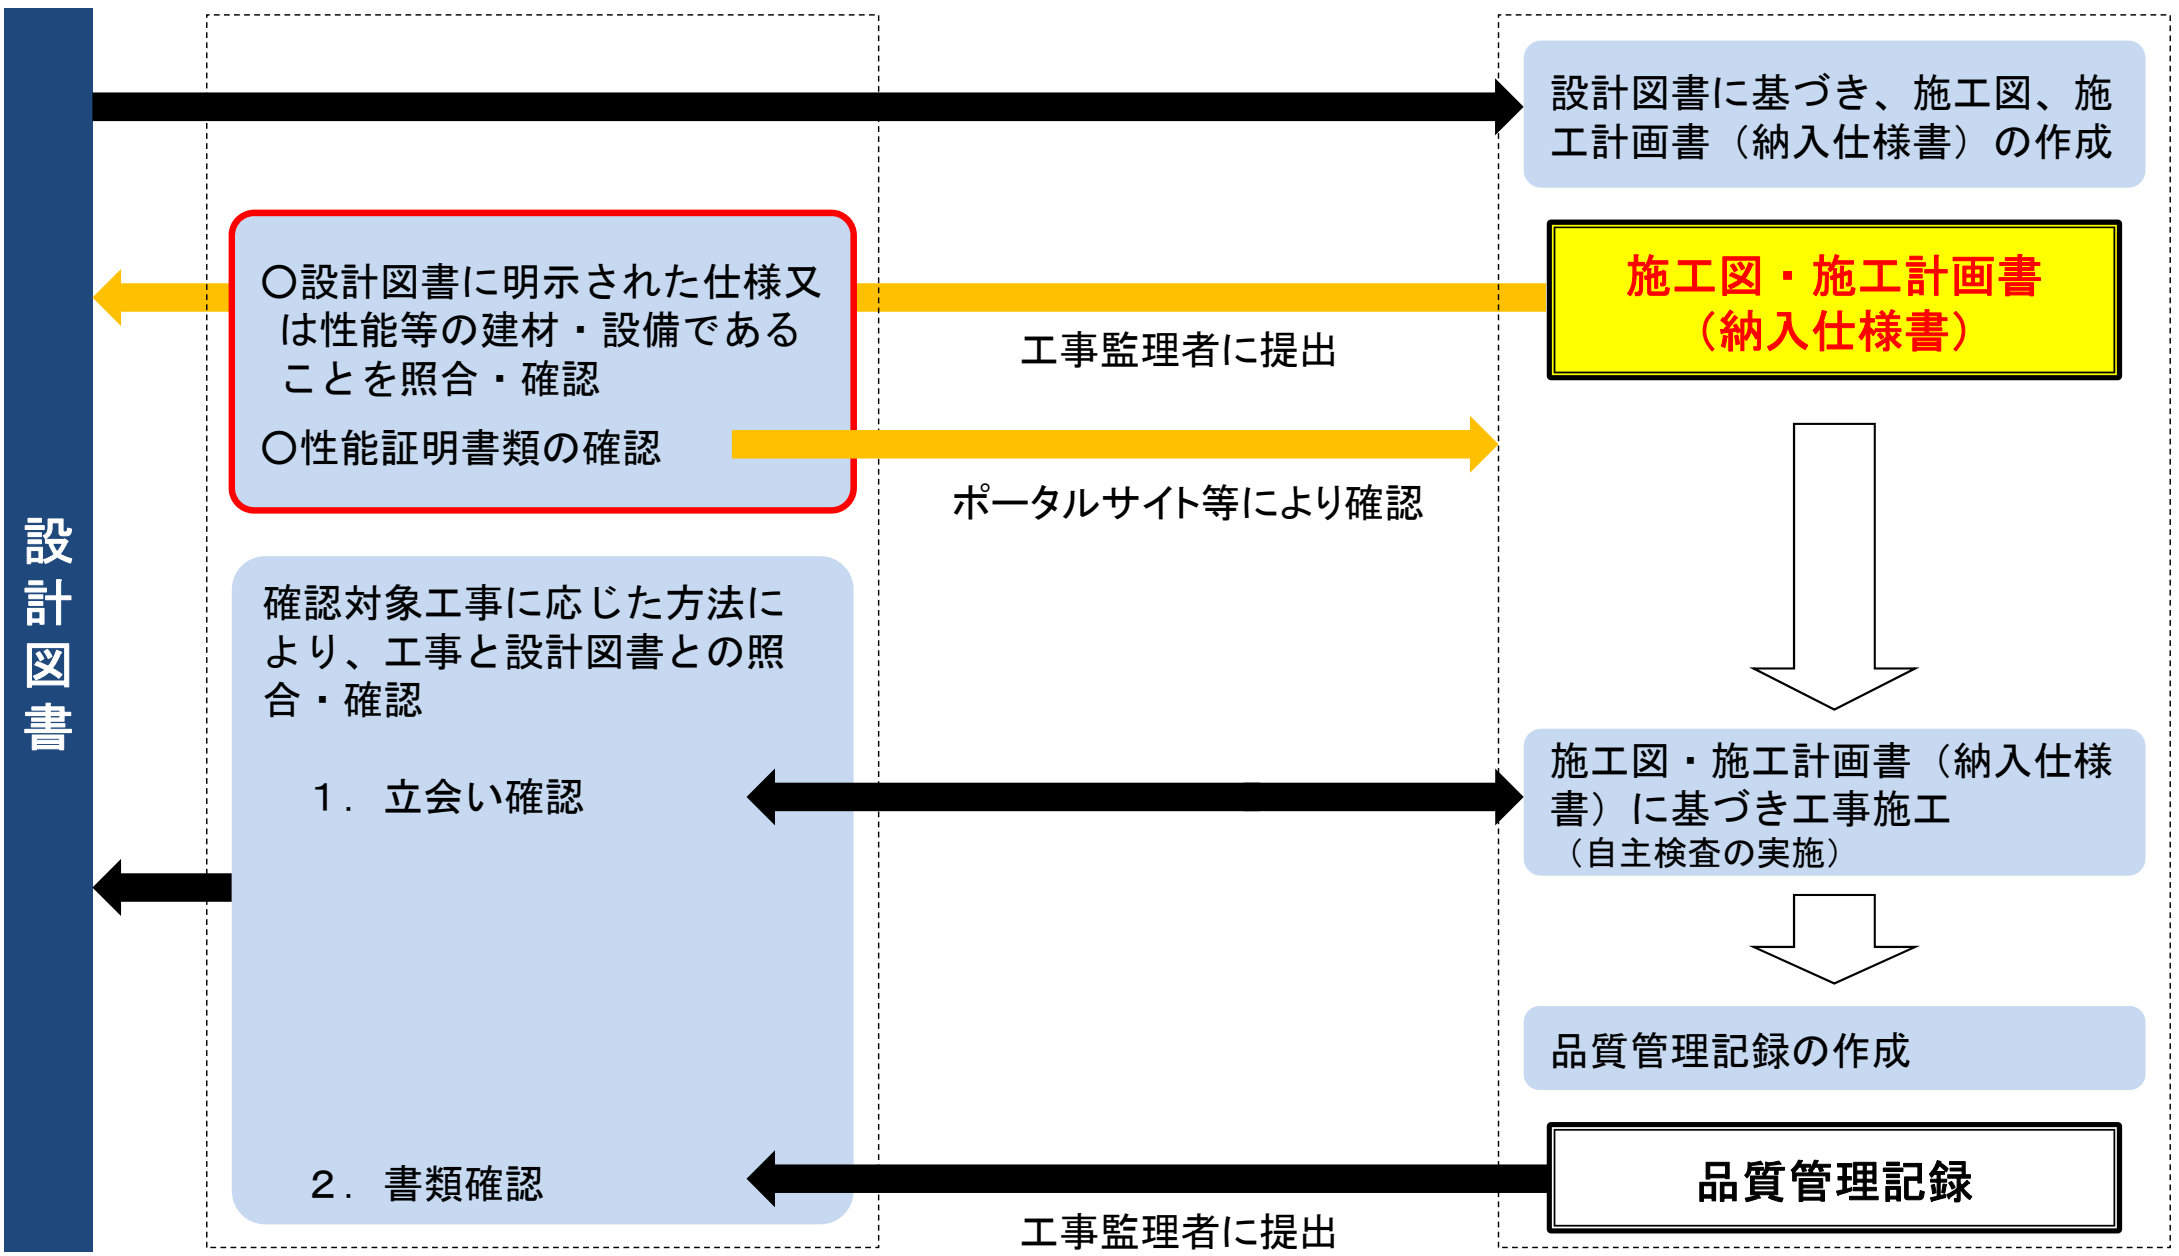 設計図書
設計図書に基づき、施工図、施
工計画書（納入仕様書）の作成
〇設計図書に明示された仕様又
は性能等の建材・設備である
ことを照合・確認
〇性能証明書類の確認
施工図・施工計画書
（納入仕様書）
工事監理者に提出
ポータルサイト等により確認
確認対象工事に応じた方法に
より、工事と設計図書との照
合・確認
１．立会い確認
２．書類確認
施工図・施工計画書（納入仕様
書）に基づき工事施工
（自主検査の実施）
品質管理記録の作成
品質管理記録
工事監理者に提出